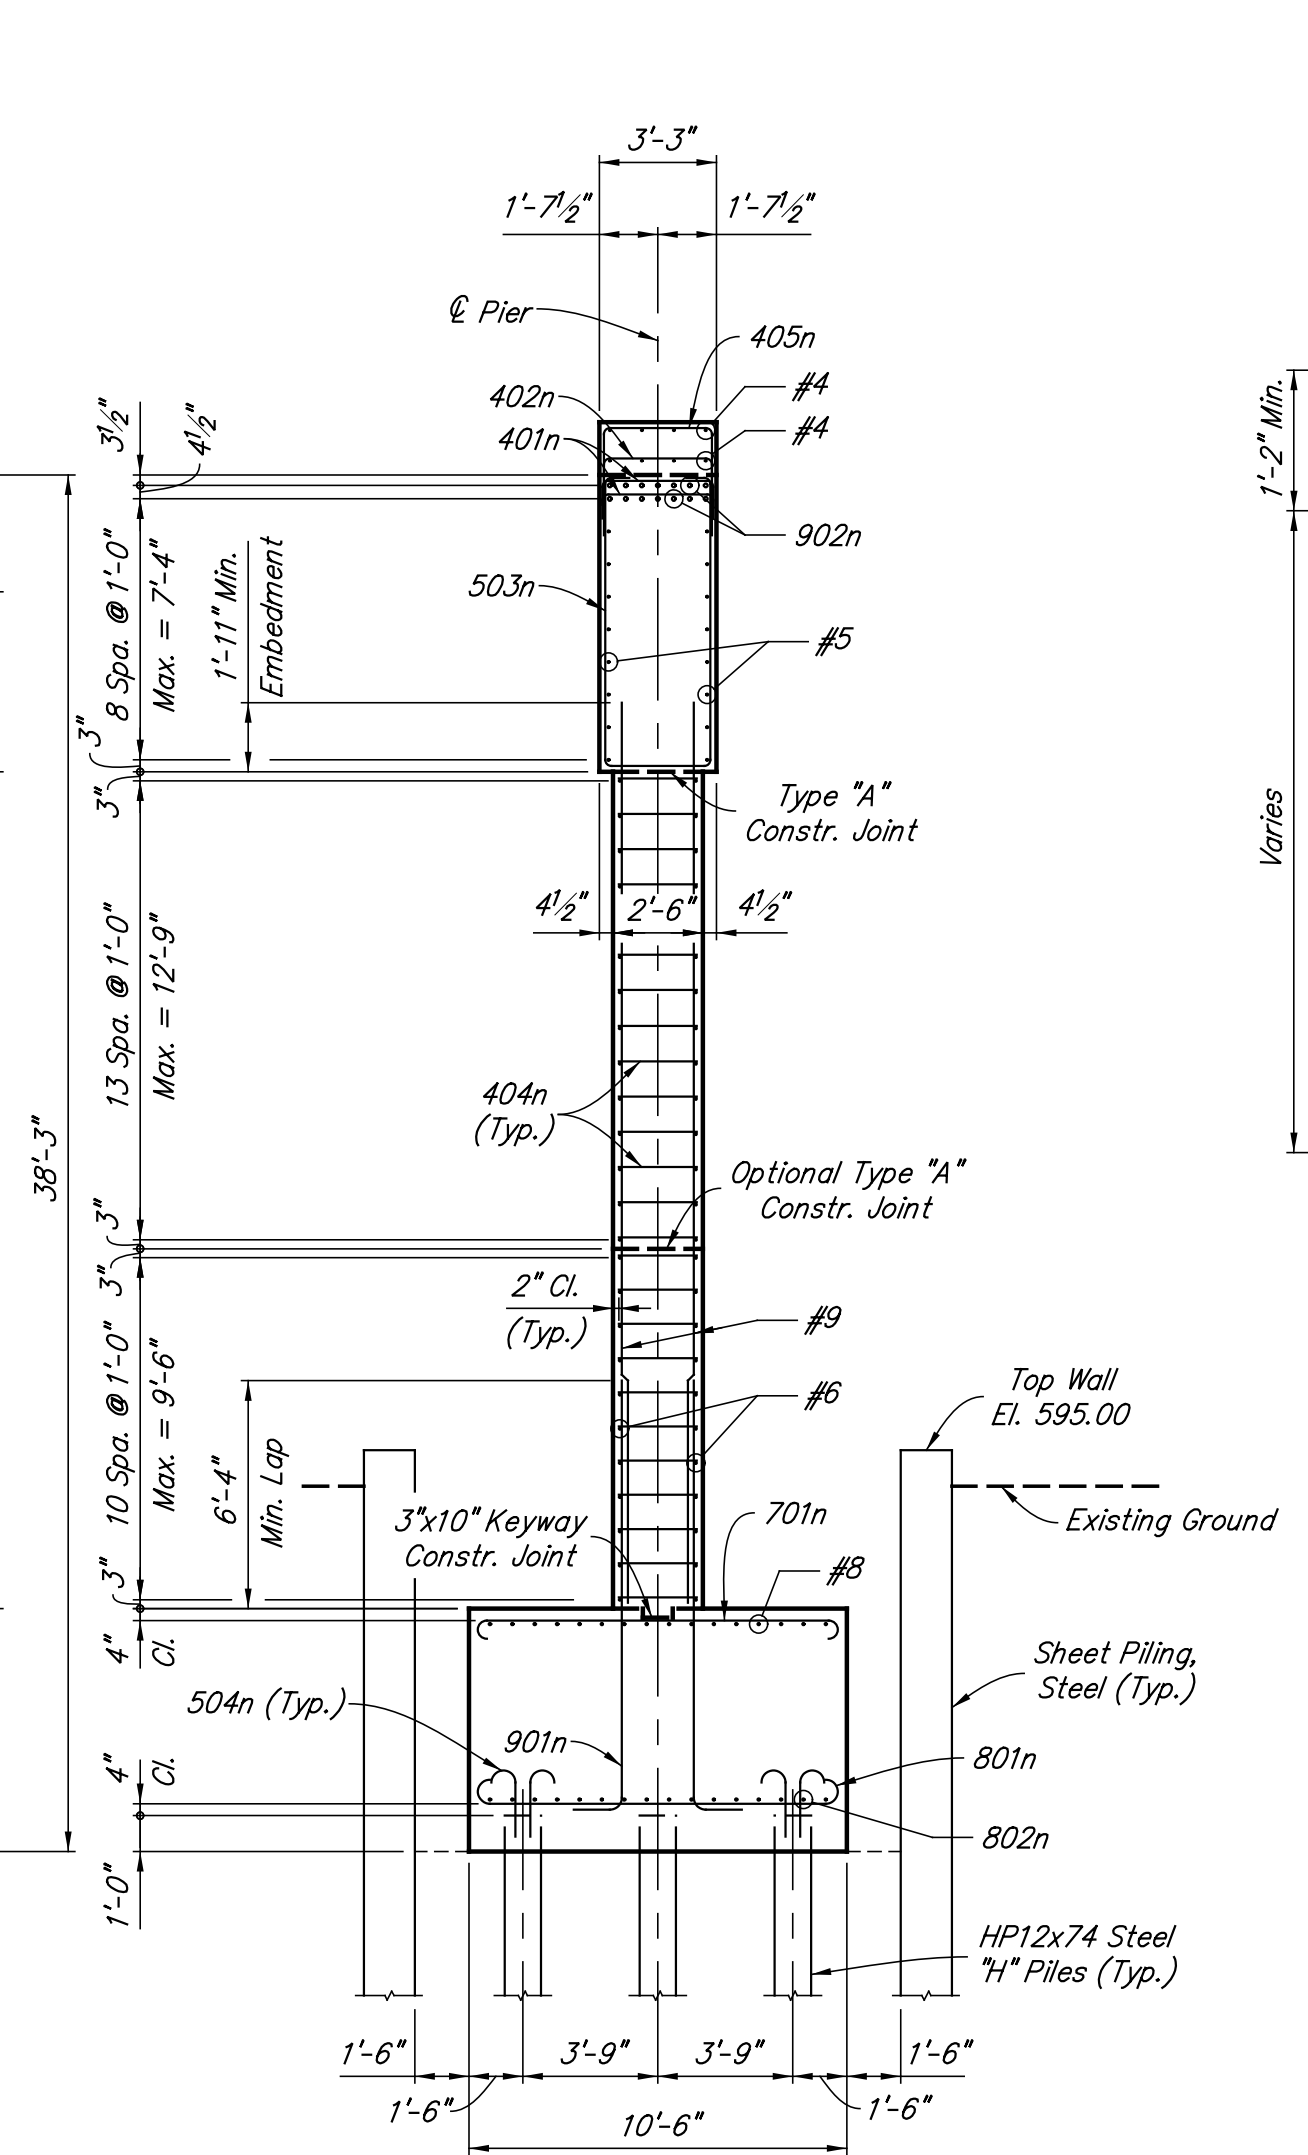 3'-3"
1'-7½"
1'-7½"
℄ Pier
405n
#4
402n
#4
401n
3½"
4½"
1'-2" Min.
902n
503n
8 Spa. @ 1'-0"
Max. = 7'-4"
1'-11" Min.
Embedment
#5
3"
3"
Type "A"
Constr. Joint
Varies
4½"
2'-6"
4½"
13 Spa. @ 1'-0"
Max. = 12'-9"
404n
(Typ.)
38'-3"
Optional Type "A"
Constr. Joint
3"
3"
2" Cl.
(Typ.)
#9
10 Spa. @ 1'-0"
Max. = 9'-6"
#6
Top Wall
El. 595.00
6'-4"
Min. Lap
3"x10" Keyway
Constr. Joint
701n
Existing Ground
#8
3"
4"
Cl.
Sheet Piling,
Steel (Typ.)
504n (Typ.)
901n
801n
4"
Cl.
802n
1'-0"
HP12x74 Steel
"H" Piles (Typ.)
1'-6"
3'-9"
3'-9"
1'-6"
1'-6"
1'-6"
10'-6"